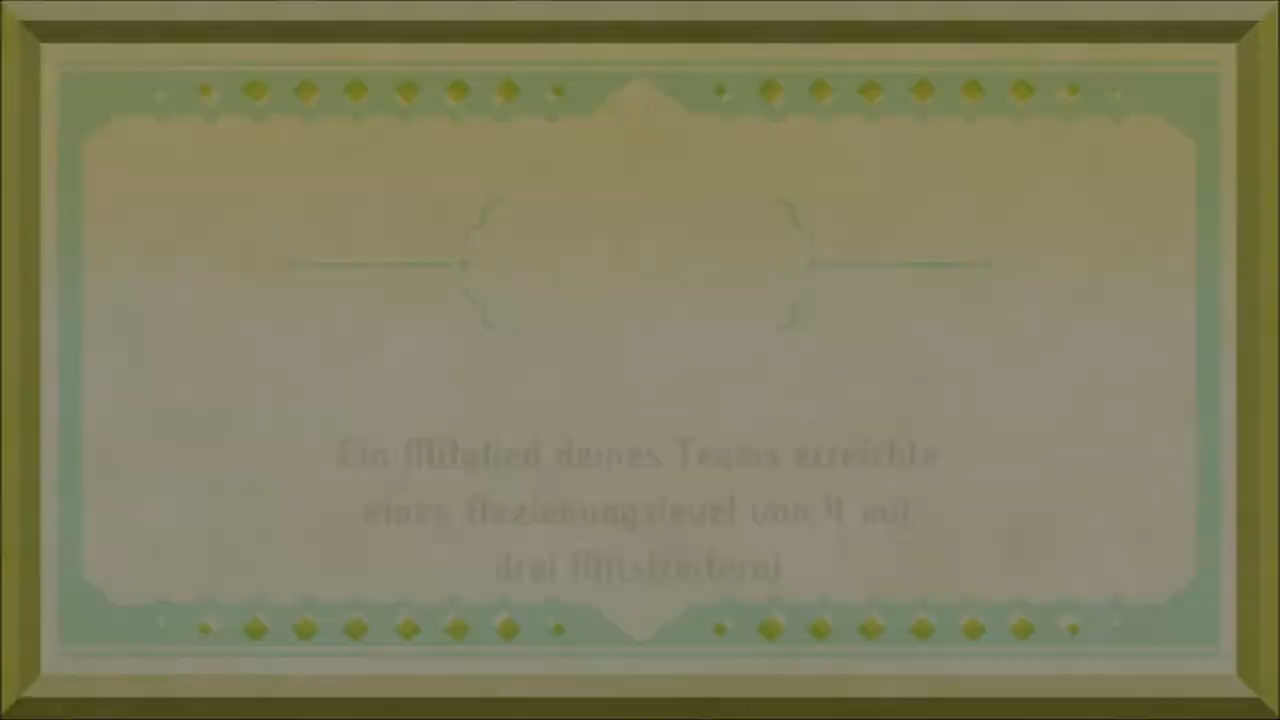 Ein Mitglied deines Teams erreichte
einen Beziehungslevel von 4 mit
drei Mitstreitern!